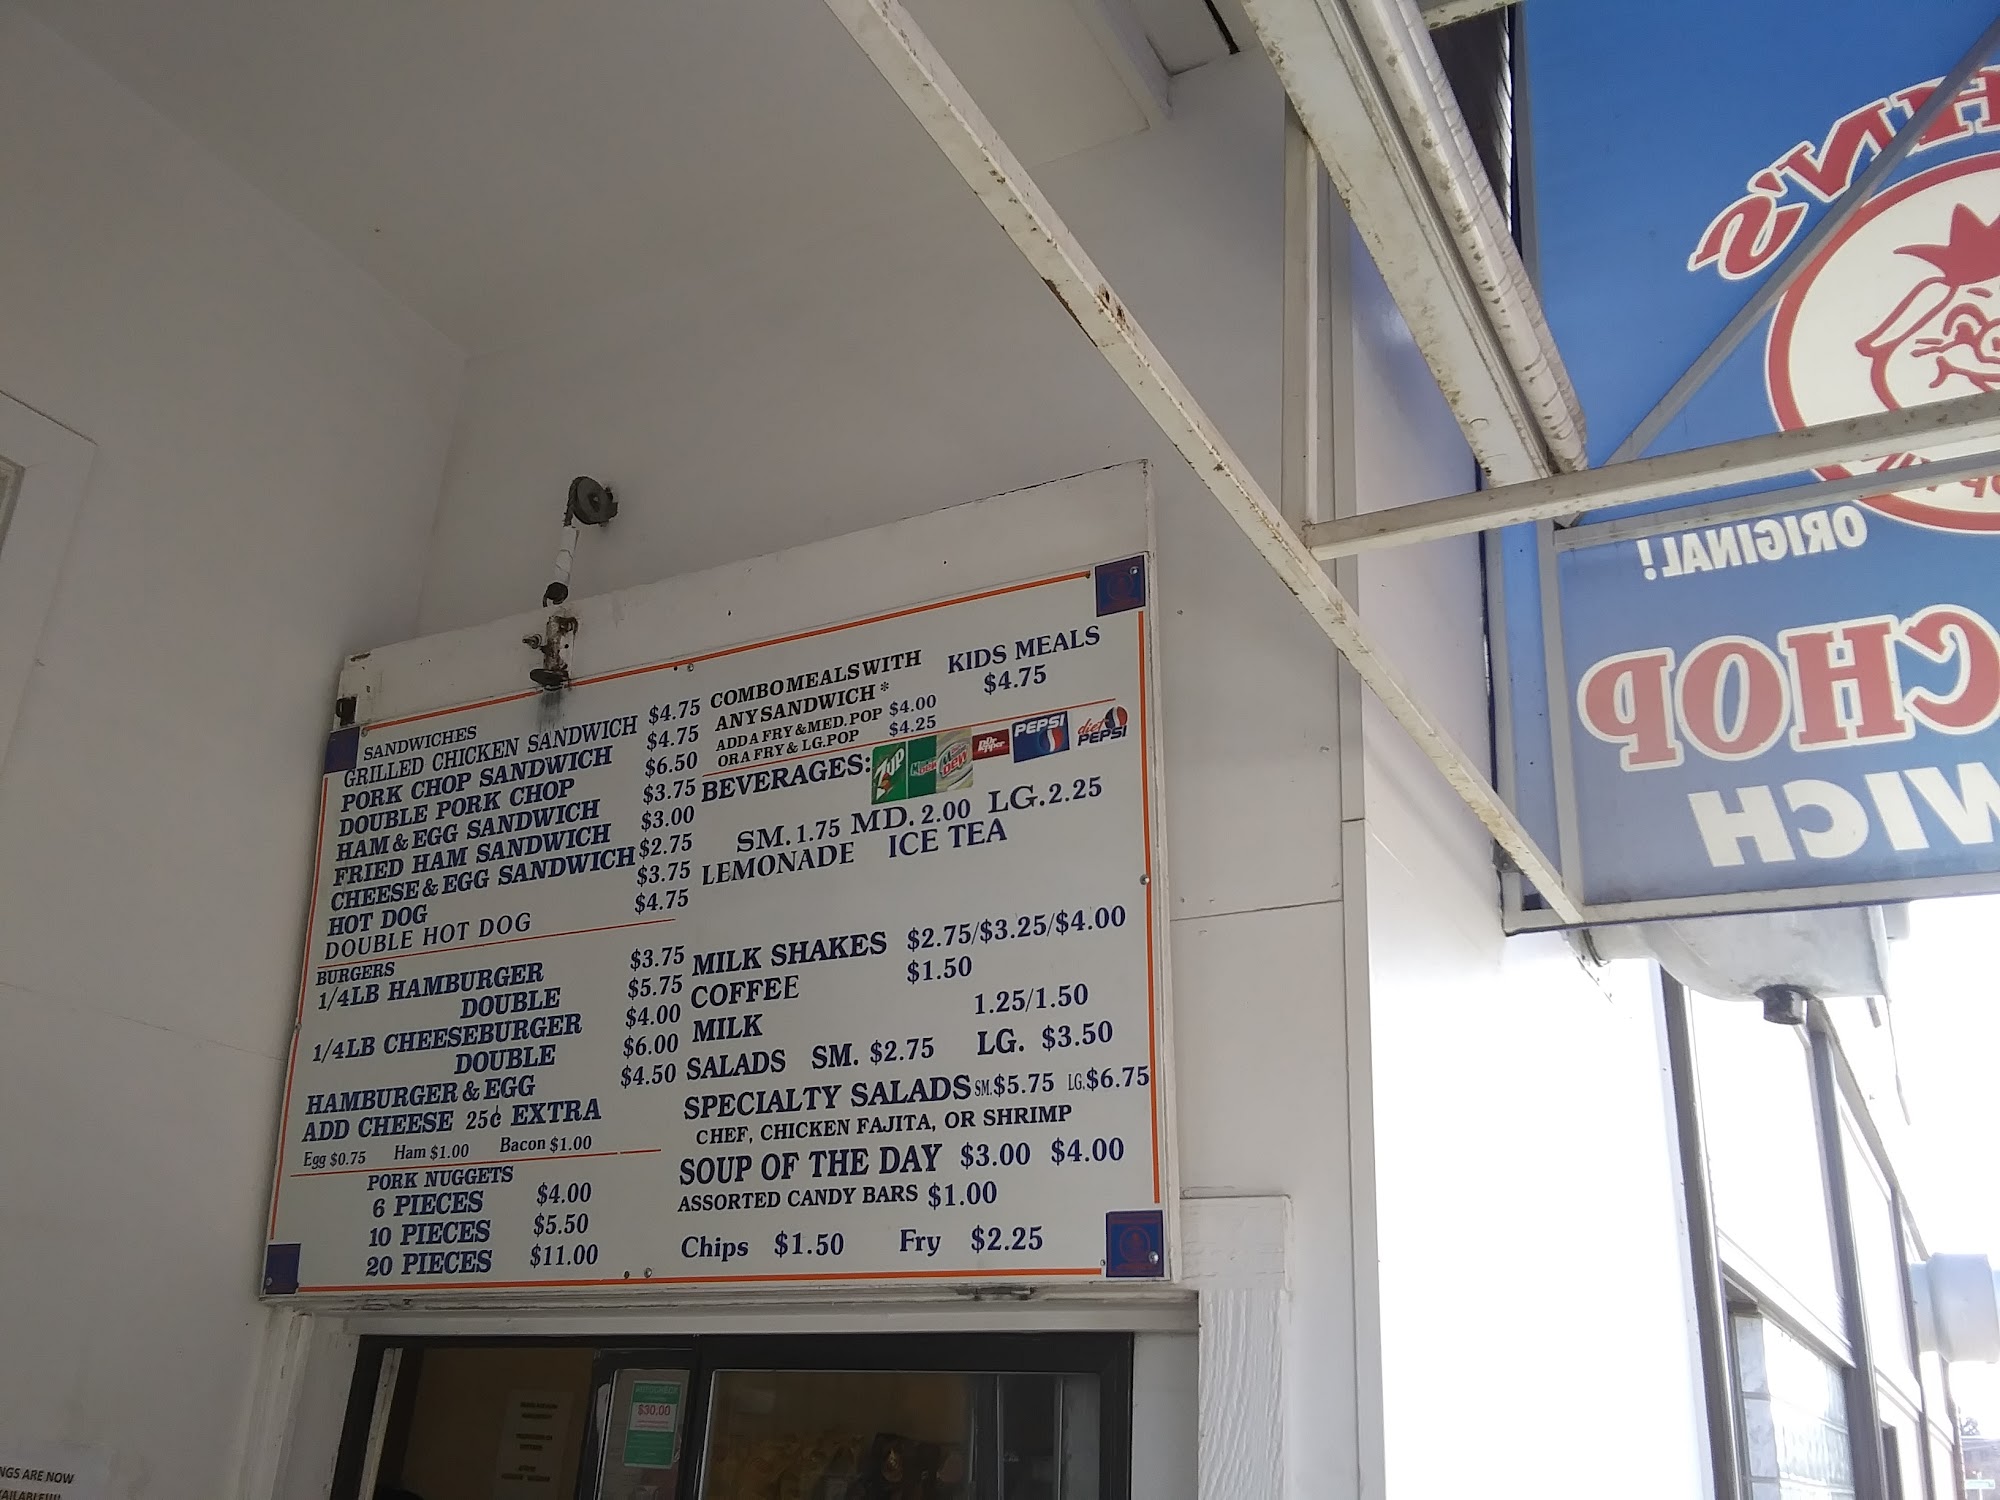 SANDWICHES
GRILLED CHICKEN SANDWICH $4.75
PORK CHOP SANDWICH $4.75
DOUBLE PORK CHOP $6.50
HAM & EGG SANDWICH $3.75
FRIED HAM SANDWICH $3.00
CHEESE & EGG SANDWICH $2.75
HOT DOG $3.75
DOUBLE HOT DOG $4.75
BURGERS
1/4LB HAMBURGER $3.75
DOUBLE $5.75
1/4LB CHEESEBURGER $4.00
DOUBLE $6.00
HAMBURGER & EGG $4.50
ADD CHEESE 25¢ EXTRA
Egg $0.75 Ham $1.00 Bacon $1.00
PORK NUGGETS
6 PIECES $4.00
10 PIECES $5.50
20 PIECES $11.00
COMBO MEALS WITH
ANY SANDWICH *
ADD A FRY & MED. POP $4.00
OR A FRY & LG. POP $4.25
KIDS MEALS
$4.75
BEVERAGES: 7UP Dew Dr Pepper PEPSI diet PEPSI
SM. 1.75 MD. 2.00 LG. 2.25
LEMONADE ICE TEA
MILK SHAKES $2.75/$3.25/$4.00
COFFEE $1.50
MILK 1.25/1.50
SALADS SM. $2.75 LG. $3.50
SPECIALTY SALADS SM. $5.75 LG. $6.75
CHEF, CHICKEN FAJITA, OR SHRIMP
SOUP OF THE DAY $3.00 $4.00
ASSORTED CANDY BARS $1.00
Chips $1.50 Fry $2.25
HN'S
ORIGINAL!
CHOP
WICH
$30.00
NGS ARE NOW